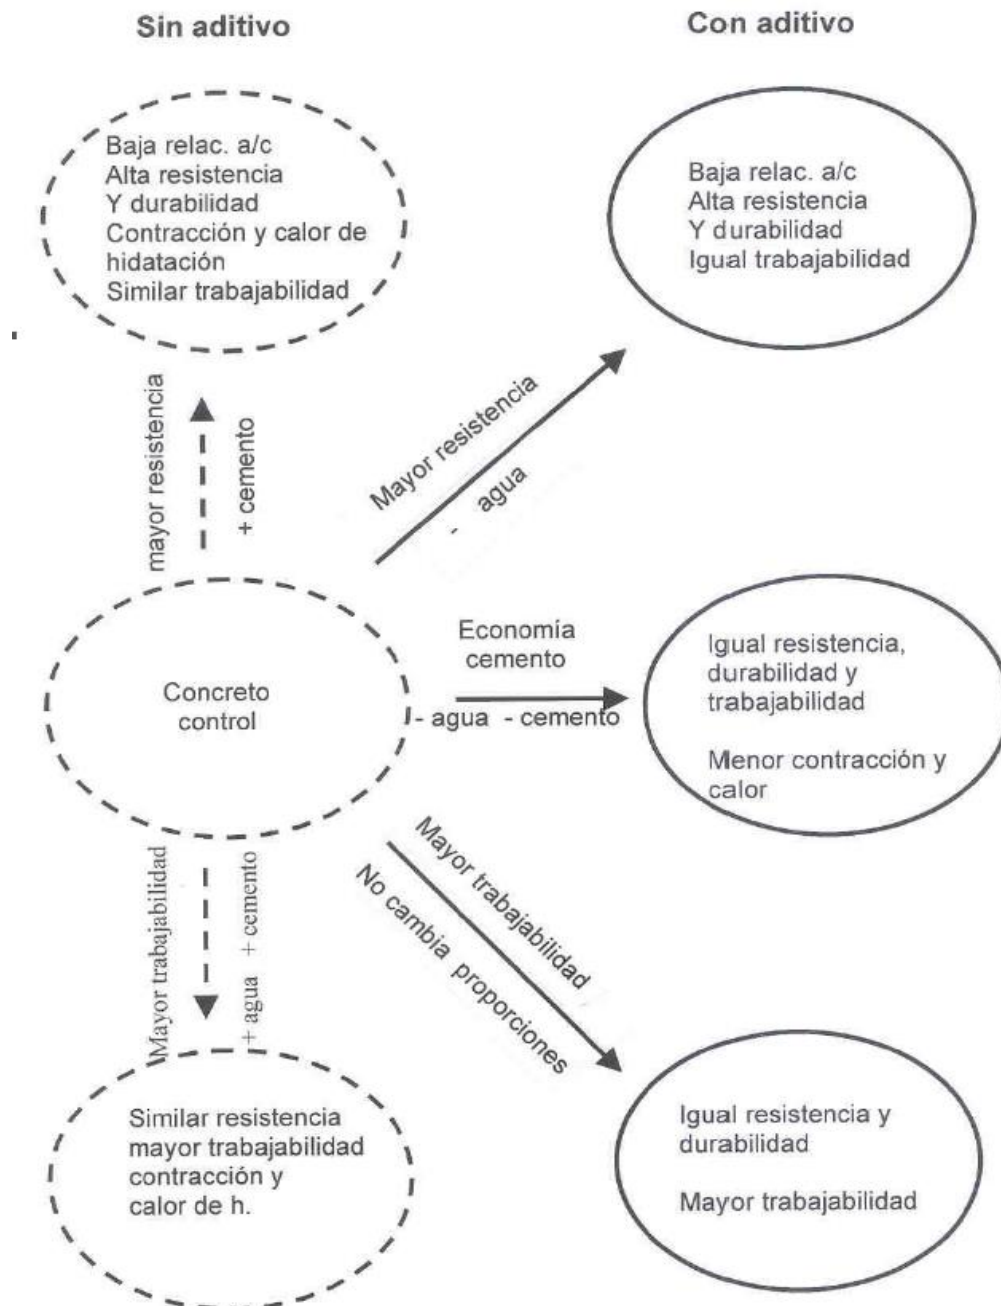 Sin aditivo
Con aditivo
Baja relac. a/c
Alta resistencia
Y durabilidad
Contracción y calor de
hidatación
Similar trabajabilidad
Baja relac. a/c
Alta resistencia
Y durabilidad
Igual trabajabilidad
mayor resistencia
+ cemento
Mayor resistencia
- agua
Concreto
control
Economía
cemento
- agua - cemento
Igual resistencia,
durabilidad y
trabajabilidad
Menor contracción y
calor
Mayor trabajabilidad
+ agua + cemento
Mayor trabajabilidad
No cambia proporciones
Similar resistencia
mayor trabajabilidad
contracción y
calor de h.
Igual resistencia y
durabilidad
Mayor trabajabilidad